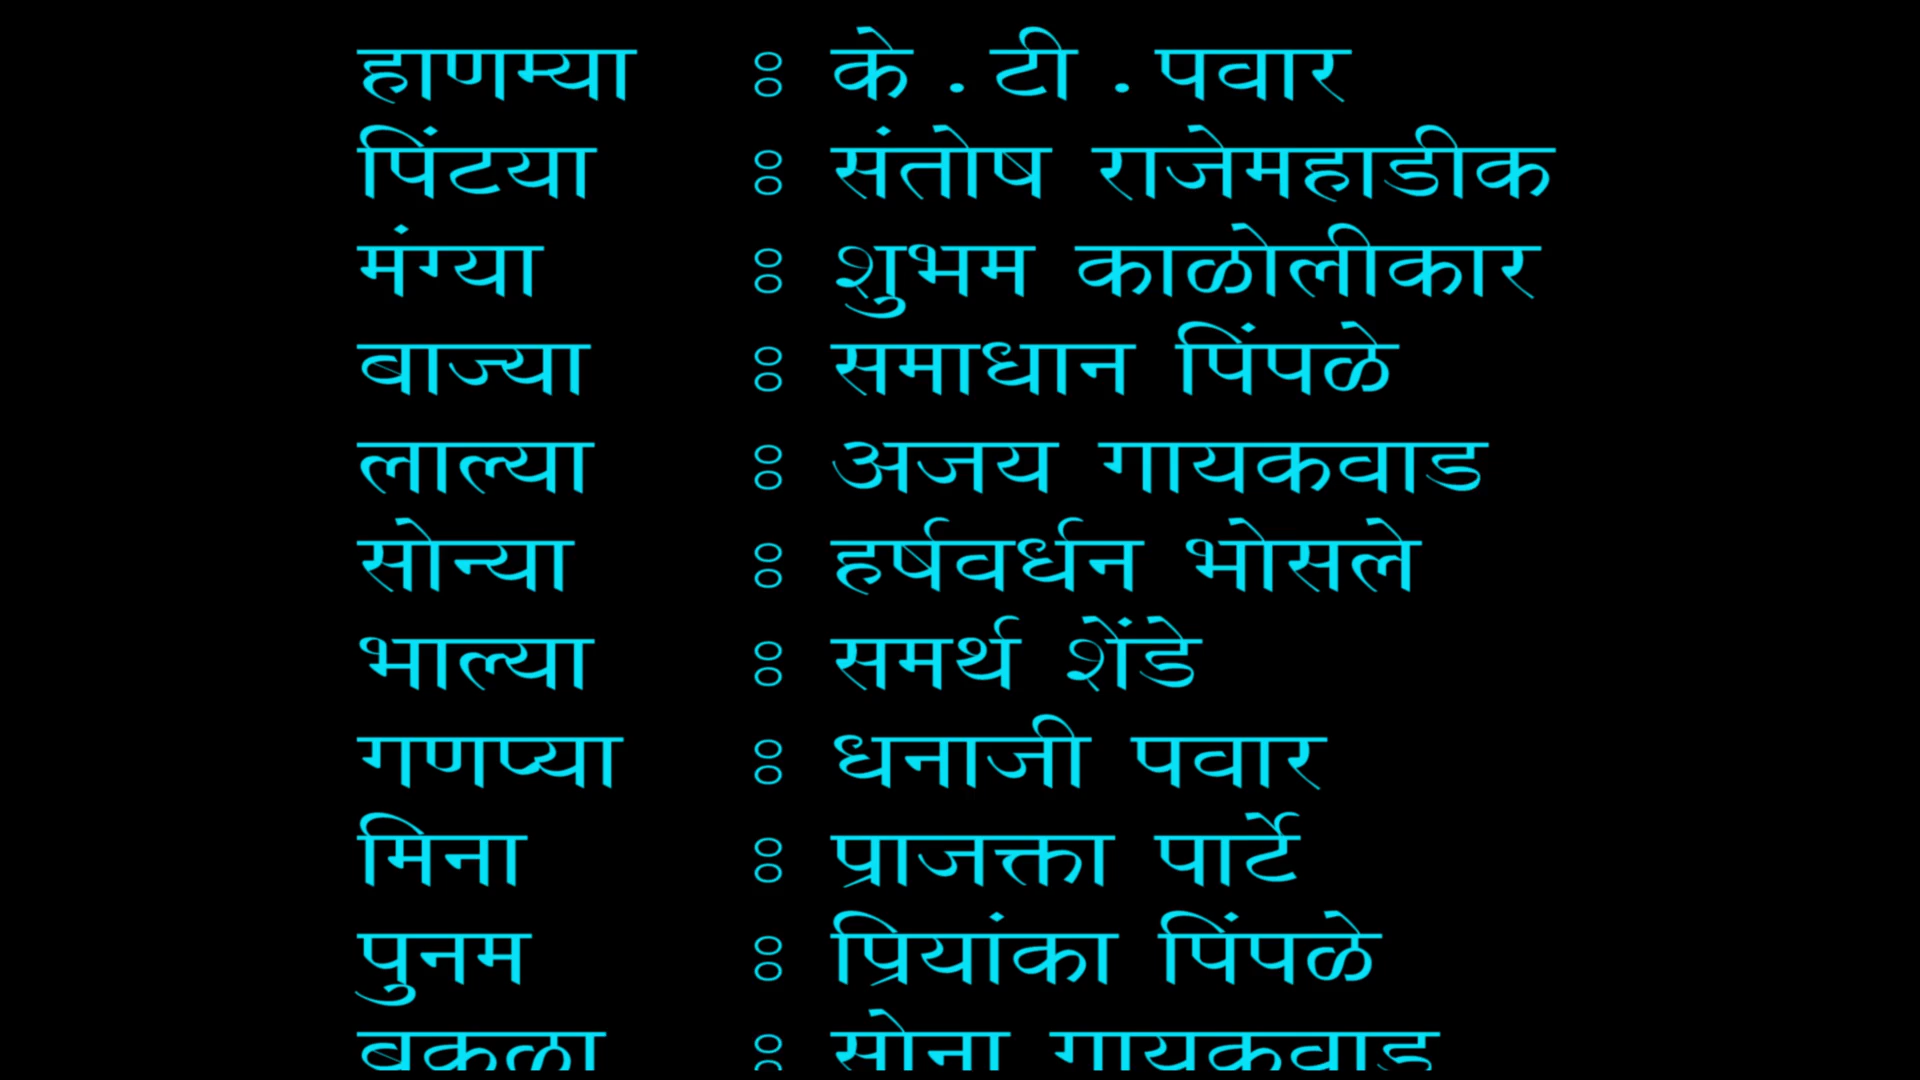 हाणम्या : के . टी . पवार
पिंटया : संतोष राजेमहाडीक
मंग्या : शुभम काळोलीकार
बाज्या : समाधान पिंपळे
लाल्या : अजय गायकवाड
सोन्या : हर्षवर्धन भोसले
भाल्या : समर्थ शेंडे
गणप्या : धनाजी पवार
मिना : प्राजक्ता पार्टे
पुनम : प्रियांका पिंपळे
: सोना गायकवाड